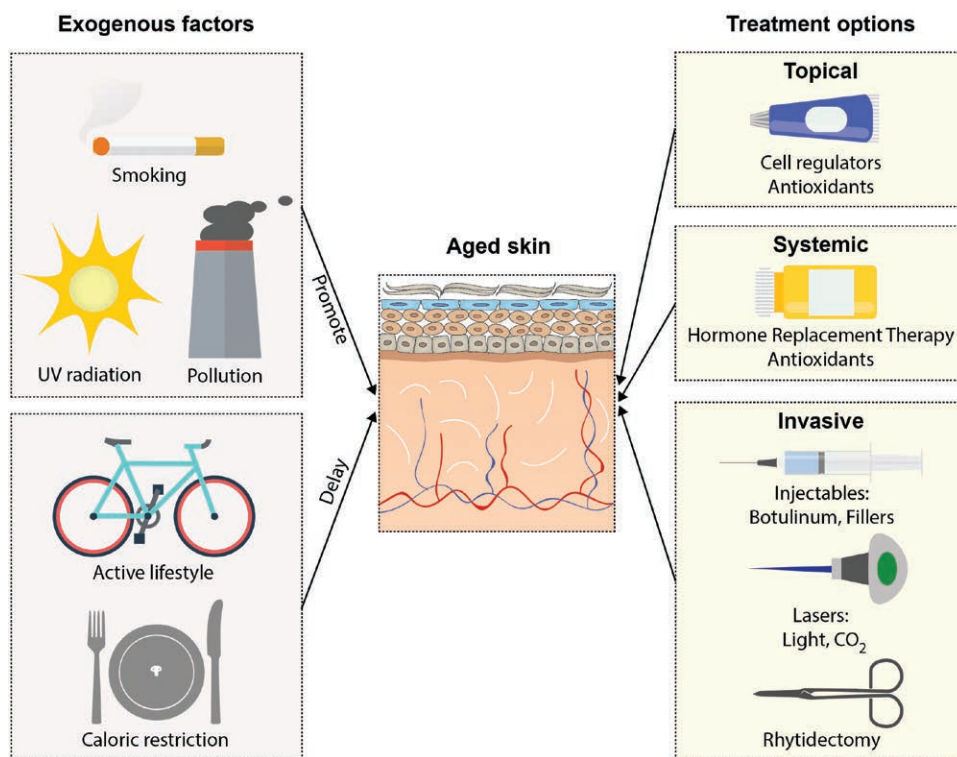 Exogenous factors
Smoking
UV radiation
Pollution
Promote
Active lifestyle
Caloric restriction
Delay
Aged skin
Treatment options
Topical
Cell regulators
Antioxidants
Systemic
Hormone Replacement Therapy
Antioxidants
Invasive
Injectables:
Botulinum, Fillers
Lasers:
Light, CO₂
Rhytidectomy